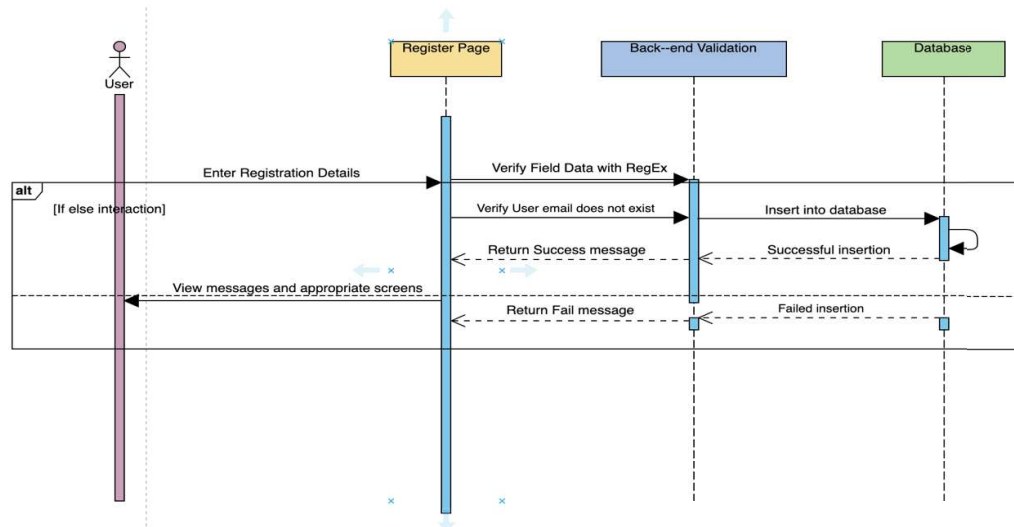 Register Page
Back--end Validation
Database
User
Enter Registration Details
Verify Field Data with RegEx
alt
[If else interaction]
Verify User email does not exist
Insert into database
Return Success message
Successful insertion
View messages and appropriate screens
Return Fail message
Failed insertion